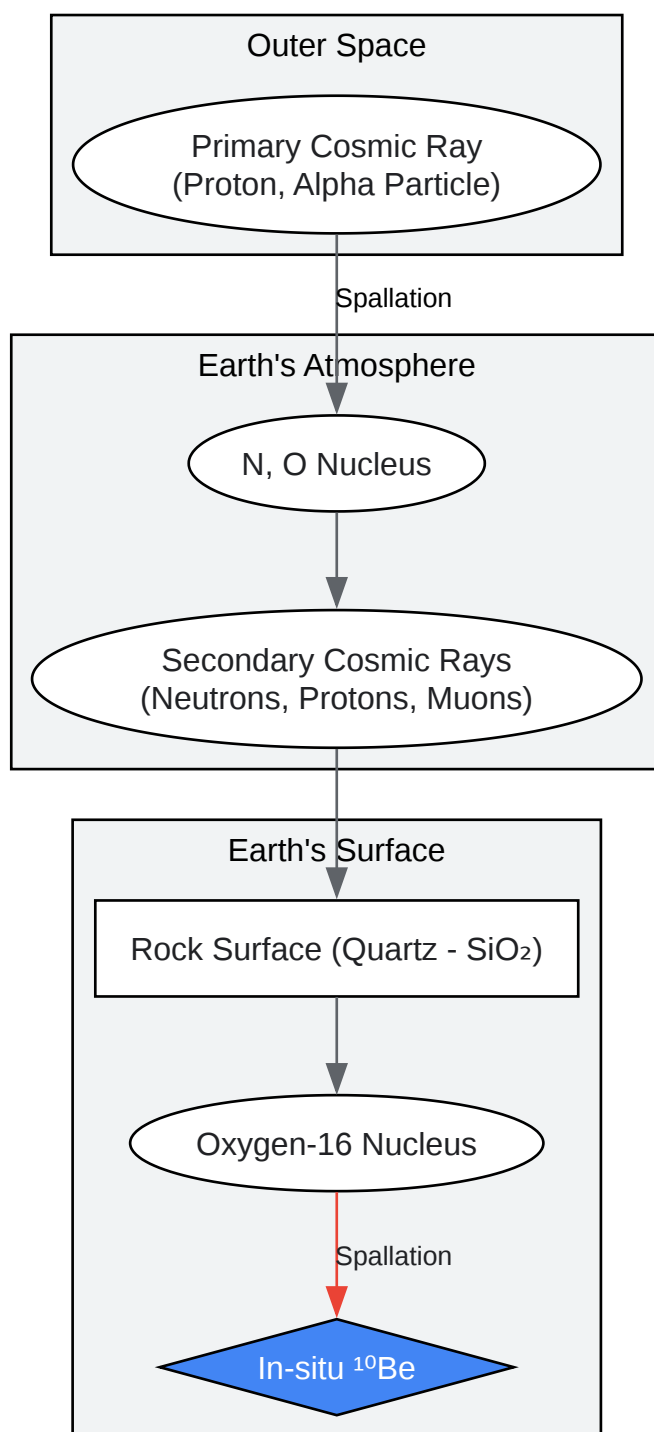 Outer Space
Primary Cosmic Ray
(Proton, Alpha Particle)
Spallation
Earth's Atmosphere
N, O Nucleus
Secondary Cosmic Rays
(Neutrons, Protons, Muons)
Earth's Surface
Rock Surface (Quartz - SiO₂)
Oxygen-16 Nucleus
Spallation
In-situ ¹⁰Be